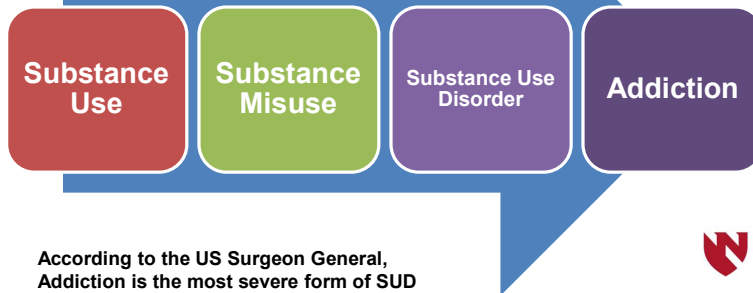 Substance
Use
Substance
Misuse
Substance Use
Disorder
Addiction
According to the US Surgeon General,
Addiction is the most severe form of SUD